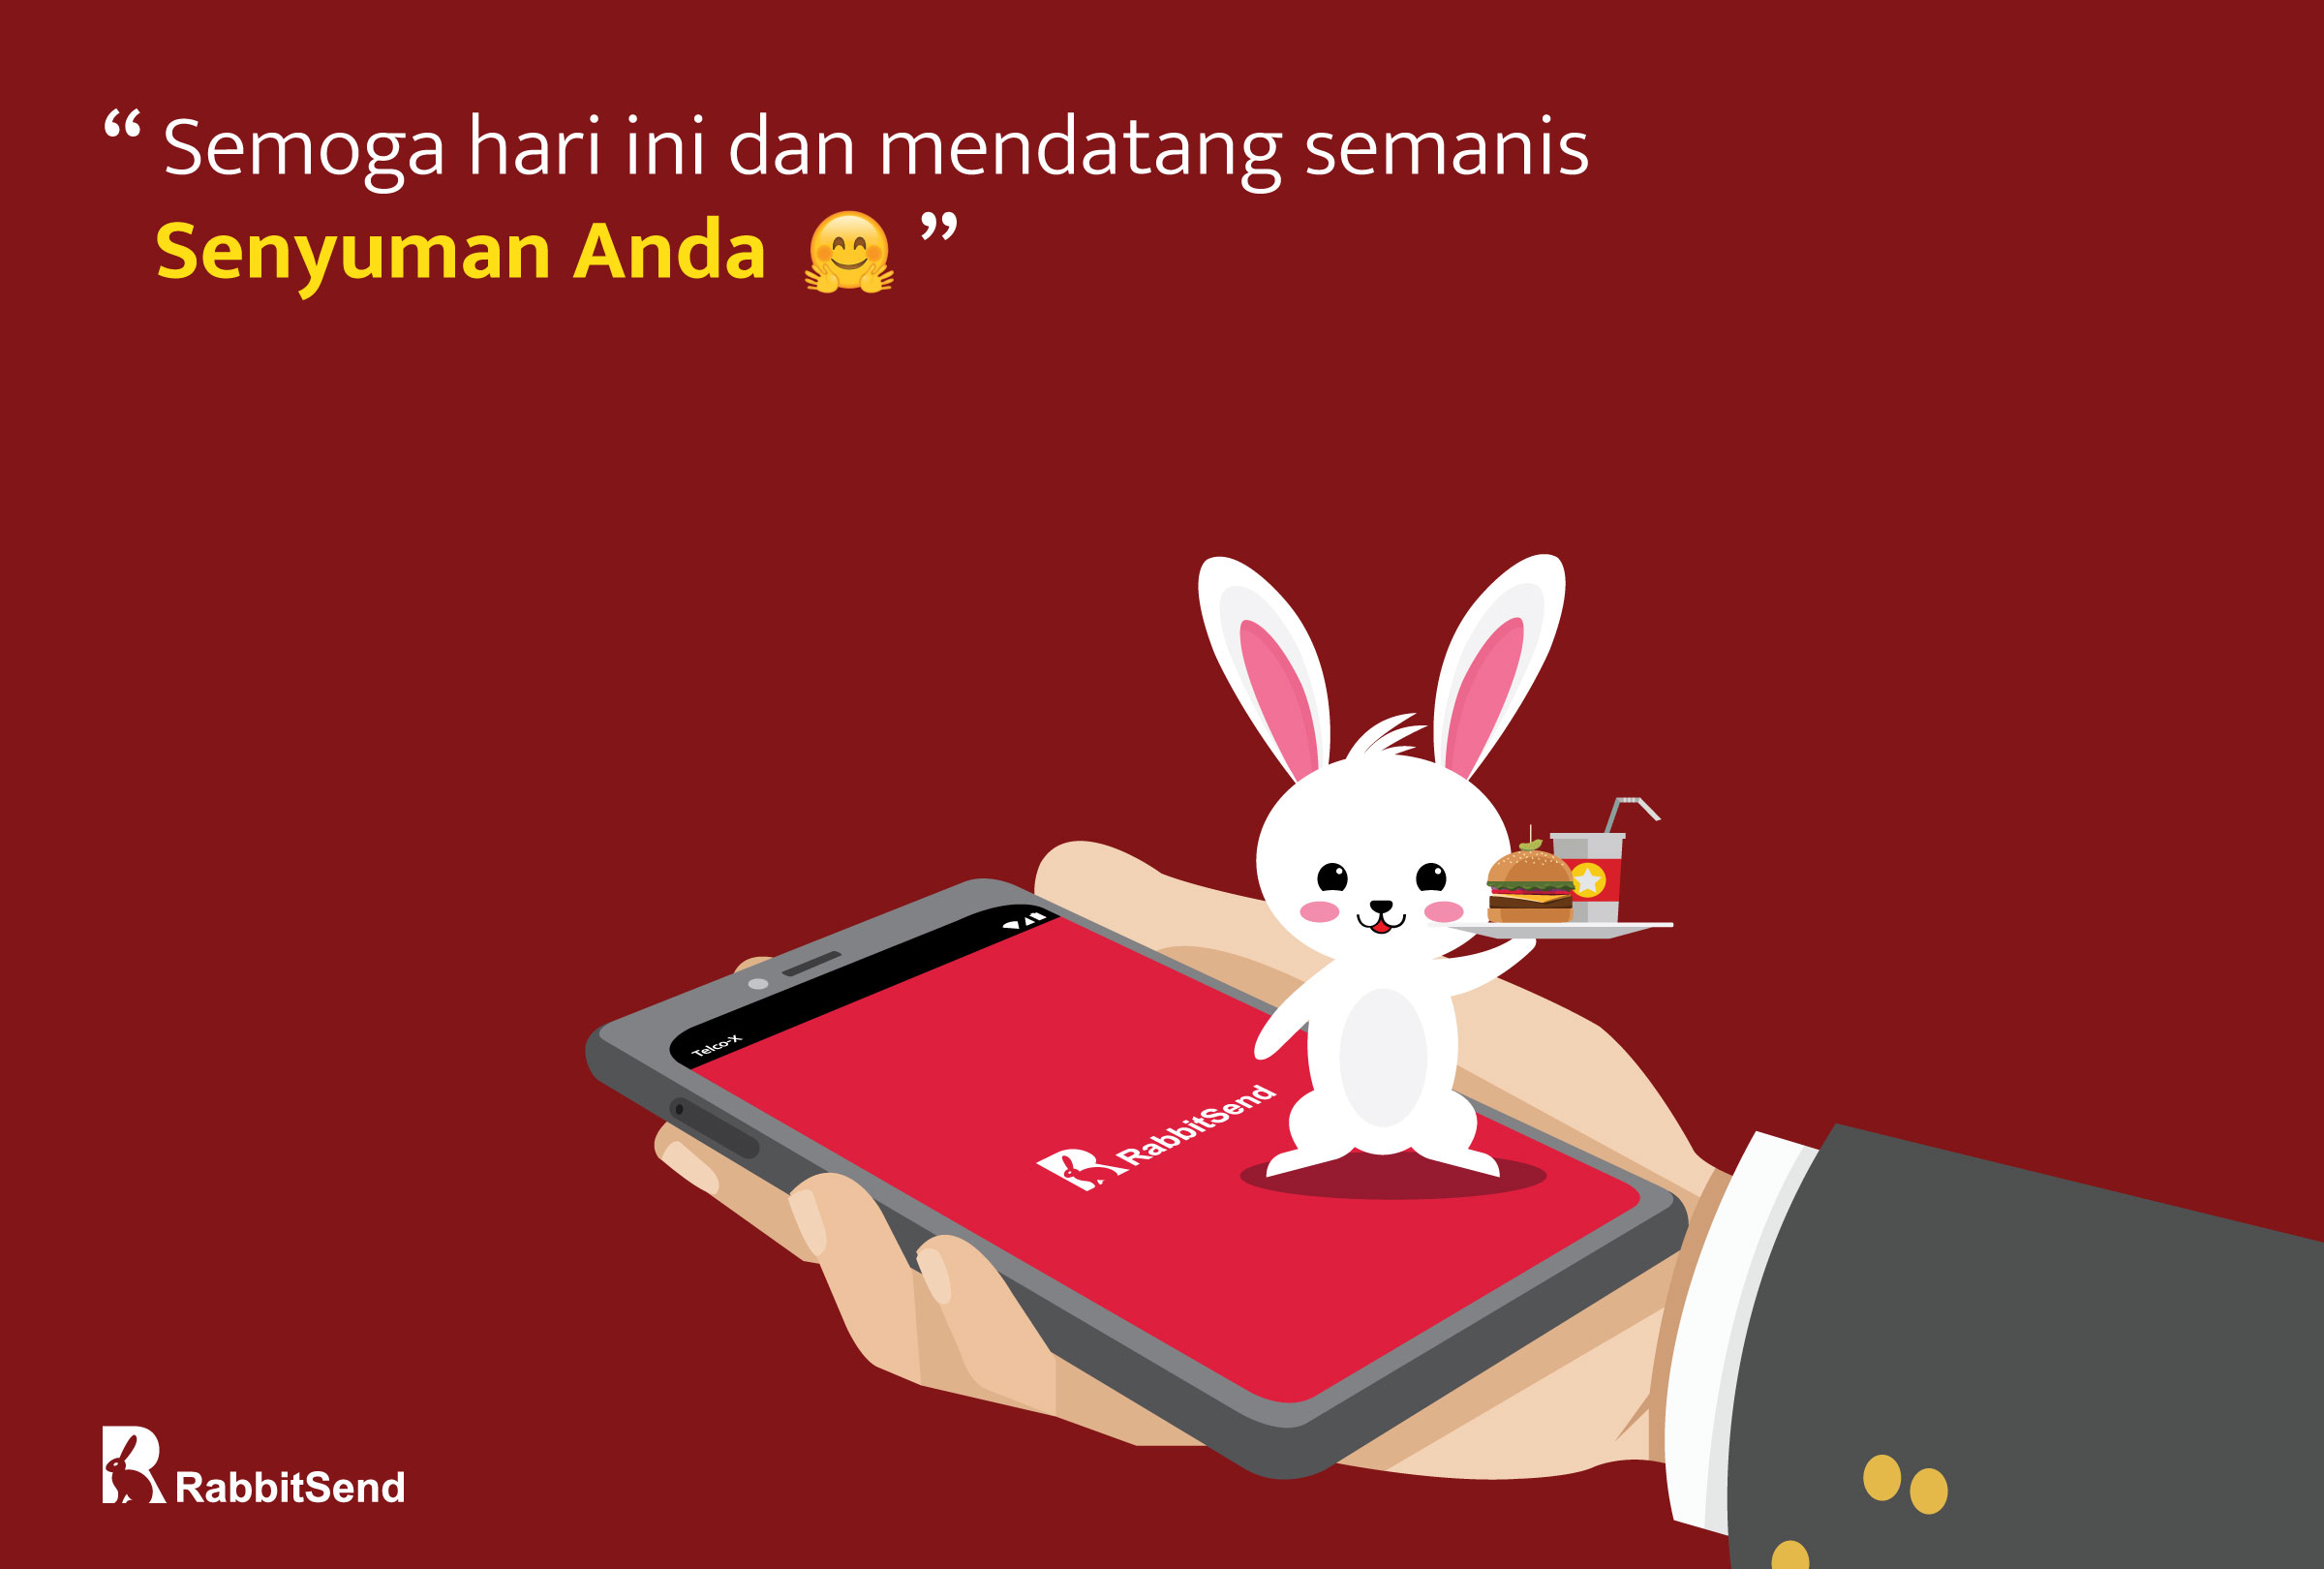 “ Semoga hari ini dan mendatang semanis
Senyuman Anda 🤗 ”
Telco-X
RabbitSend
RabbitSend